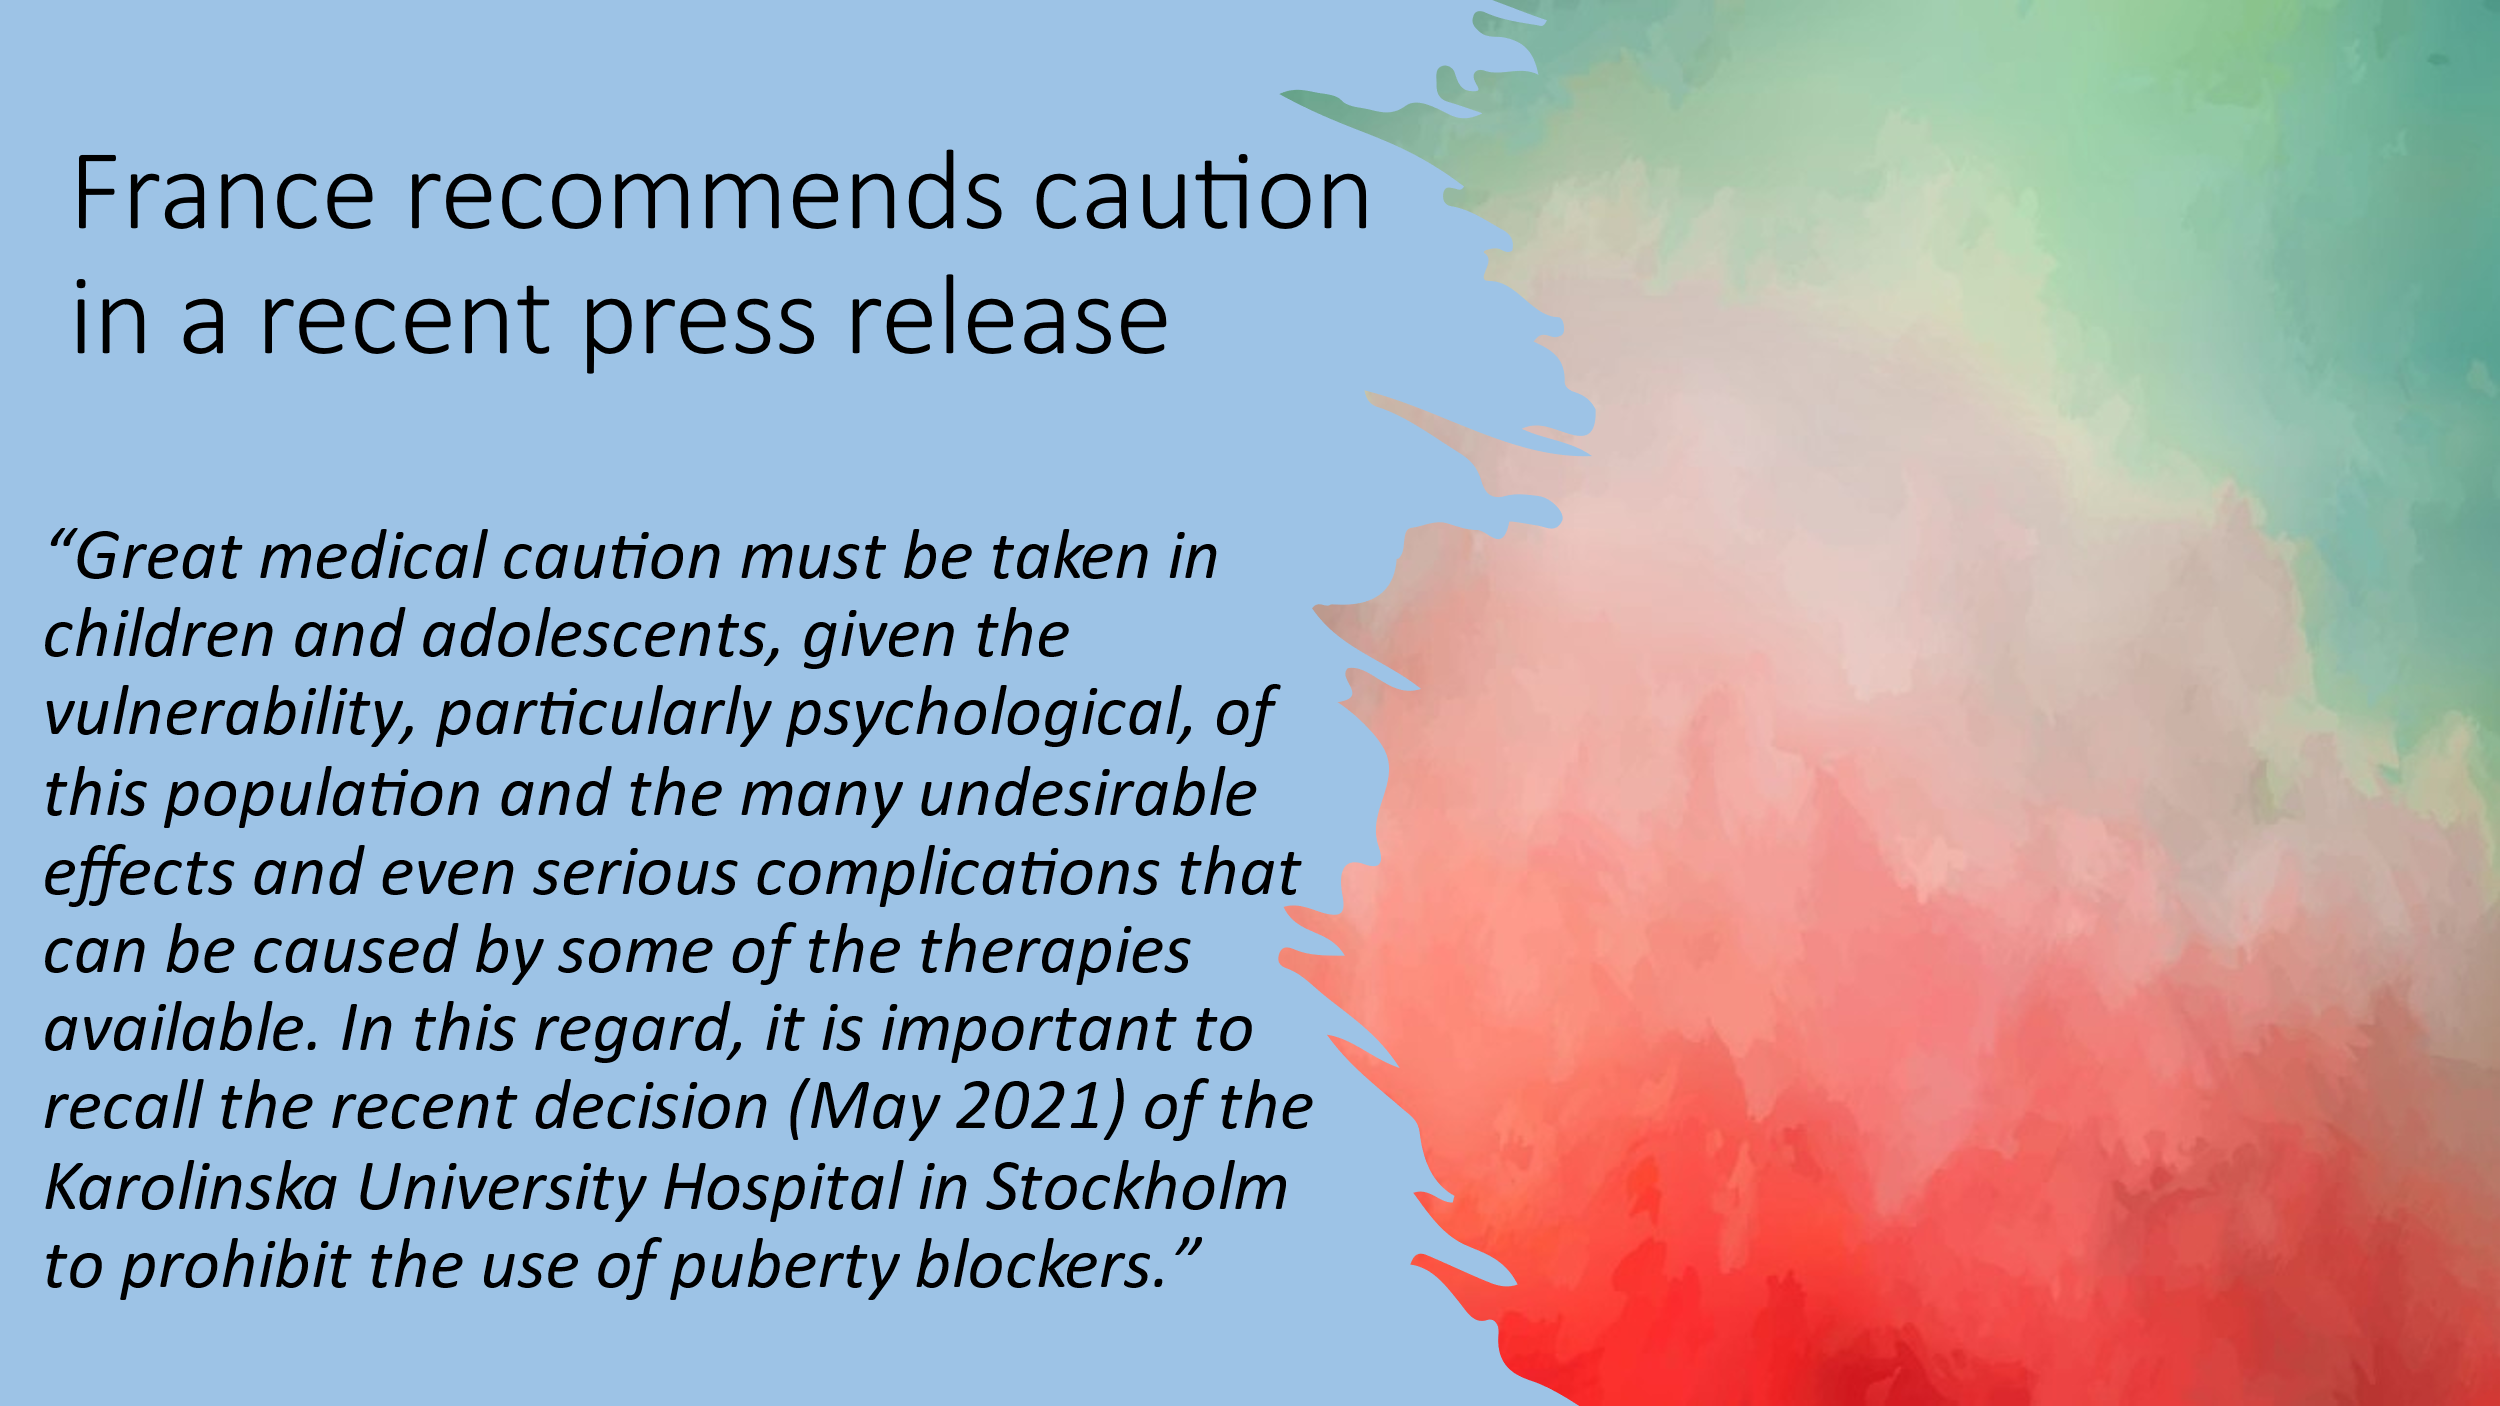 France recommends caution
in a recent press release
“Great medical caution must be taken in
children and adolescents, given the
vulnerability, particularly psychological, of
this population and the many undesirable
effects and even serious complications that
can be caused by some of the therapies
available. In this regard, it is important to
recall the recent decision (May 2021) of the
Karolinska University Hospital in Stockholm
to prohibit the use of puberty blockers.”